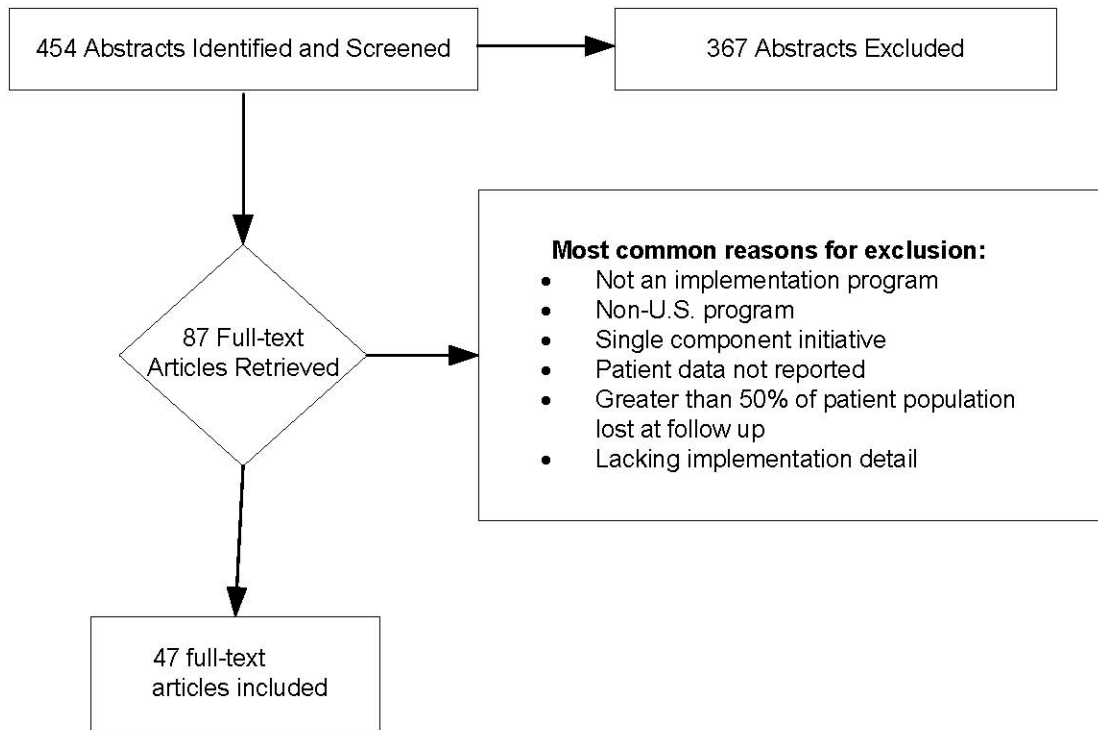 454 Abstracts Identified and Screened
367 Abstracts Excluded
87 Full-text
Articles Retrieved
Most common reasons for exclusion:
• Not an implementation program
• Non-U.S. program
• Single component initiative
• Patient data not reported
• Greater than 50% of patient population
lost at follow up
• Lacking implementation detail
47 full-text
articles included